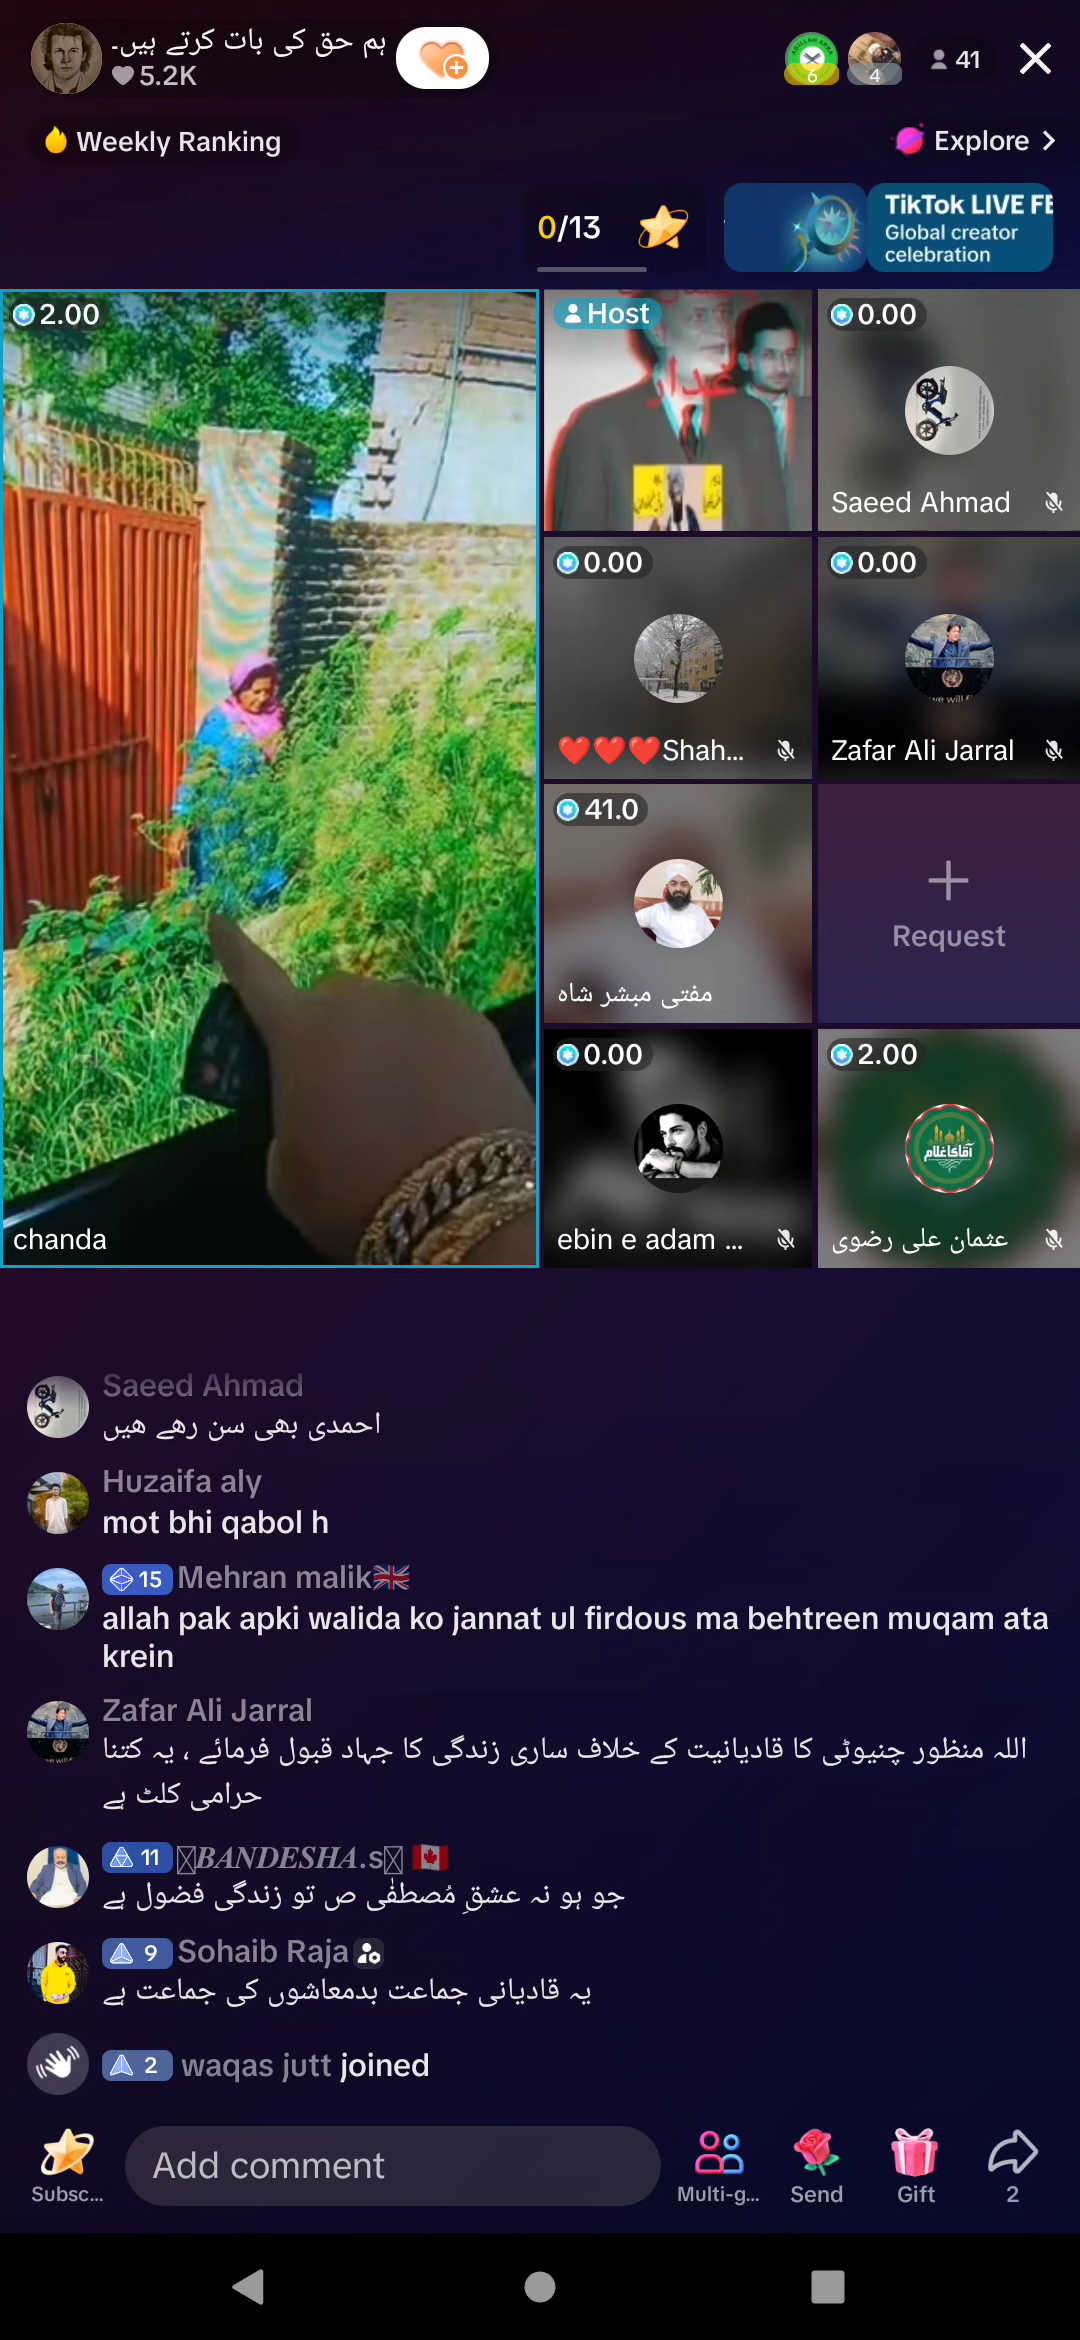 ہم حق کی بات کرتے ہیں۔
5.2K
6
4
41
Weekly Ranking
Explore
0/13
TikTok LIVE FE
Global creator
celebration
2.00
Host
غدار
0.00
Saeed Ahmad
0.00
❤️❤️❤️Shah...
0.00
we will
Zafar Ali Jarral
41.0
مفتی مبشر شاہ
Request
chanda
0.00
ebin e adam ...
2.00
آقا کا غلام
عثمان علی رضوی
Saeed Ahmad
احمدی بھی سن رھے ھیں
Huzaifa aly
mot bhi qabol h
15 Mehran malik🇬🇧
allah pak apki walida ko jannat ul firdous ma behtreen muqam ata
krein
Zafar Ali Jarral
اللہ منظور چنیوٹی کا قادیانیت کے خلاف ساری زندگی کا جہاد قبول فرمائے ، یہ کتنا
حرامی کلٹ ہے
11 BANDESHA.s 🇨🇦
جو ہو نہ عشقِ مُصطفٰی ص تو زندگی فضول ہے
9 Sohaib Raja
یہ قادیانی جماعت بدمعاشوں کی جماعت ہے
2 waqas jutt joined
Subsc...
Add comment
Multi-g...
Send
Gift
2